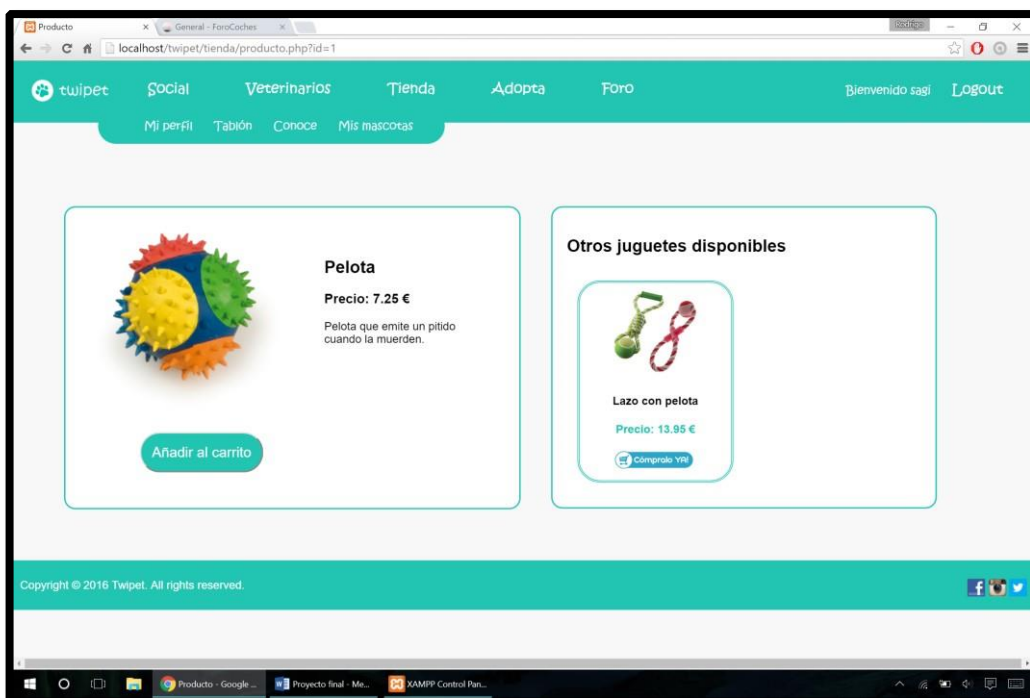 Producto
General - ForoCoches
Rodrigo
localhost/twipet/tienda/producto.php?id=1
twipet Social Veterinarios Tienda Adopta Foro Bienvenido sagi Logout
Mi perfil Tablón Conoce Mis mascotas
Pelota
Precio: 7.25 €
Pelota que emite un pitido
cuando la muerden.
Añadir al carrito
Otros juguetes disponibles
Lazo con pelota
Precio: 13.95 €
Cómpralo YA!
Copyright © 2016 Twipet. All rights reserved.
Producto - Google ... Proyecto final - Me... XAMPP Control Pan...